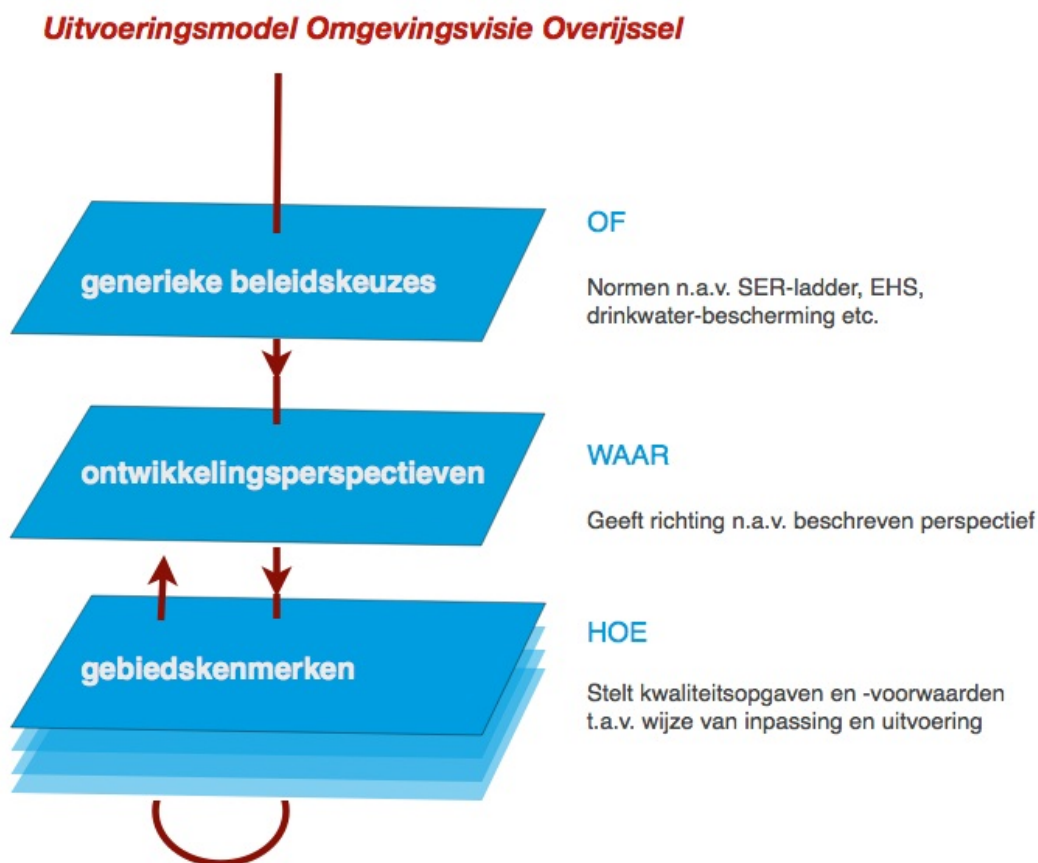 Uitvoeringsmodel Omgevingsvisie Overijssel
generieke beleidskeuzes
OF
Normen n.a.v. SER-ladder, EHS,
drinkwater-bescherming etc.
ontwikkelingsperspectieven
WAAR
Geeft richting n.a.v. beschreven perspectief
gebiedskenmerken
HOE
Stelt kwaliteitsopgaven en -voorwaarden
t.a.v. wijze van inpassing en uitvoering